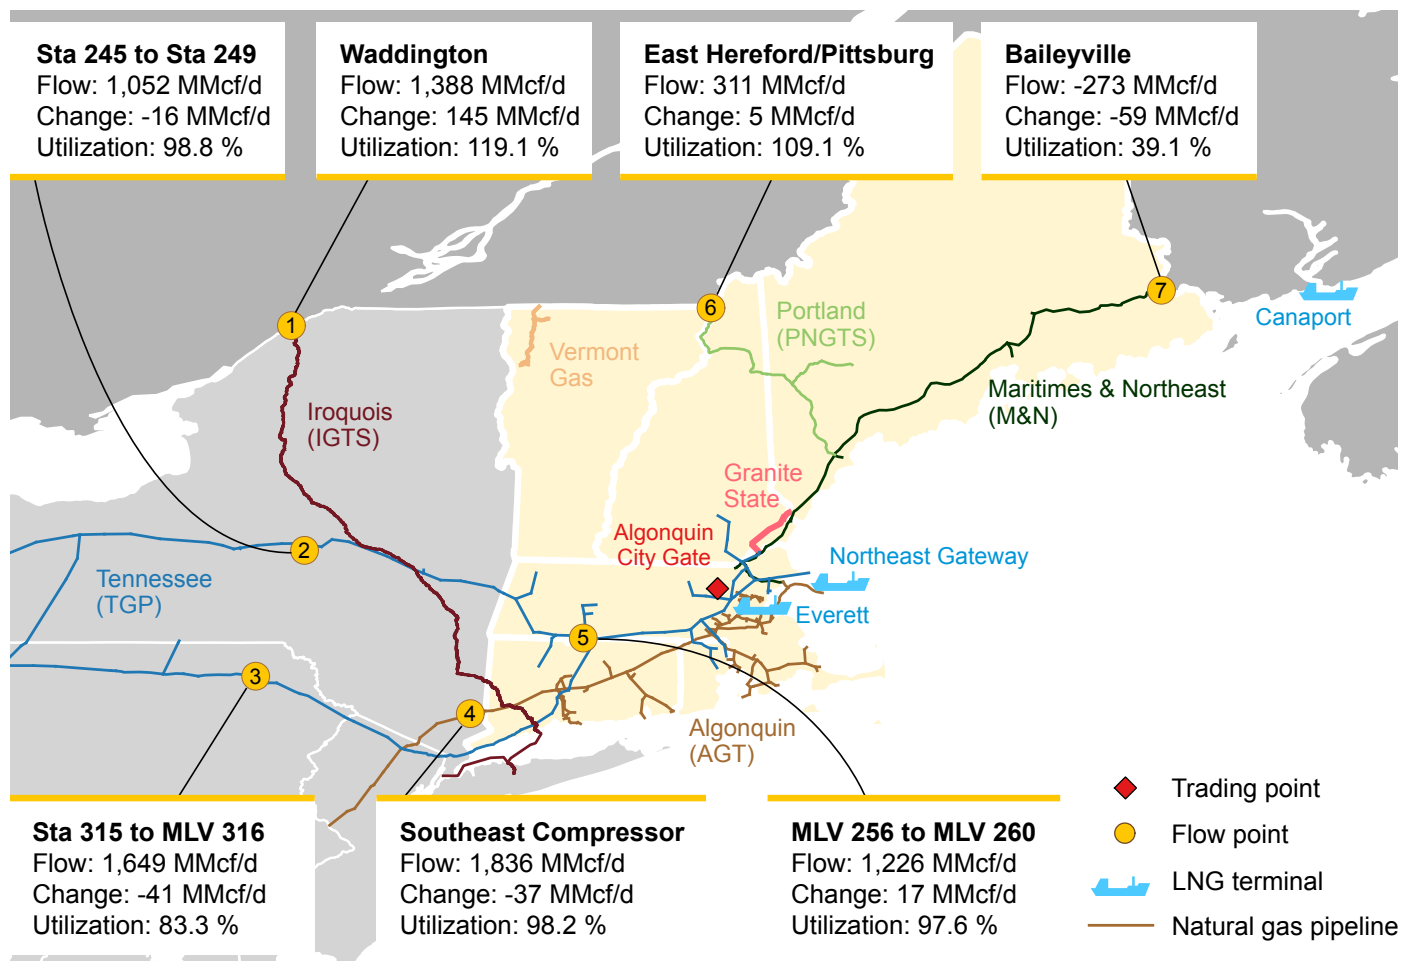 Sta 245 to Sta 249
Flow: 1,052 MMcf/d
Change: -16 MMcf/d
Utilization: 98.8 %
Waddington
Flow: 1,388 MMcf/d
Change: 145 MMcf/d
Utilization: 119.1 %
East Hereford/Pittsburg
Flow: 311 MMcf/d
Change: 5 MMcf/d
Utilization: 109.1 %
Baileyville
Flow: -273 MMcf/d
Change: -59 MMcf/d
Utilization: 39.1 %
7
6
1
Canaport
Portland
(PNGTS)
Vermont
Gas
Maritimes & Northeast
(M&N)
Iroquois
(IGTS)
Granite
State
Algonquin
City Gate
2
Northeast Gateway
Tennessee
(TGP)
Everett
5
3
4
Algonquin
(AGT)
Sta 315 to MLV 316
Flow: 1,649 MMcf/d
Change: -41 MMcf/d
Utilization: 83.3 %
Southeast Compressor
Flow: 1,836 MMcf/d
Change: -37 MMcf/d
Utilization: 98.2 %
MLV 256 to MLV 260
Flow: 1,226 MMcf/d
Change: 17 MMcf/d
Utilization: 97.6 %
Trading point
Flow point
LNG terminal
Natural gas pipeline